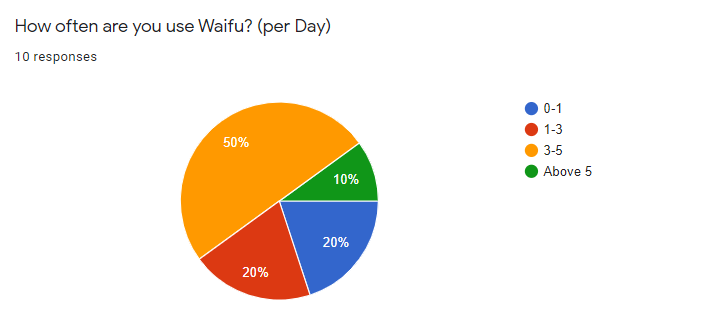 How often are you use Waifu? (per Day)
10 responses
0-1
1-3
3-5
Above 5
50%
10%
20%
20%